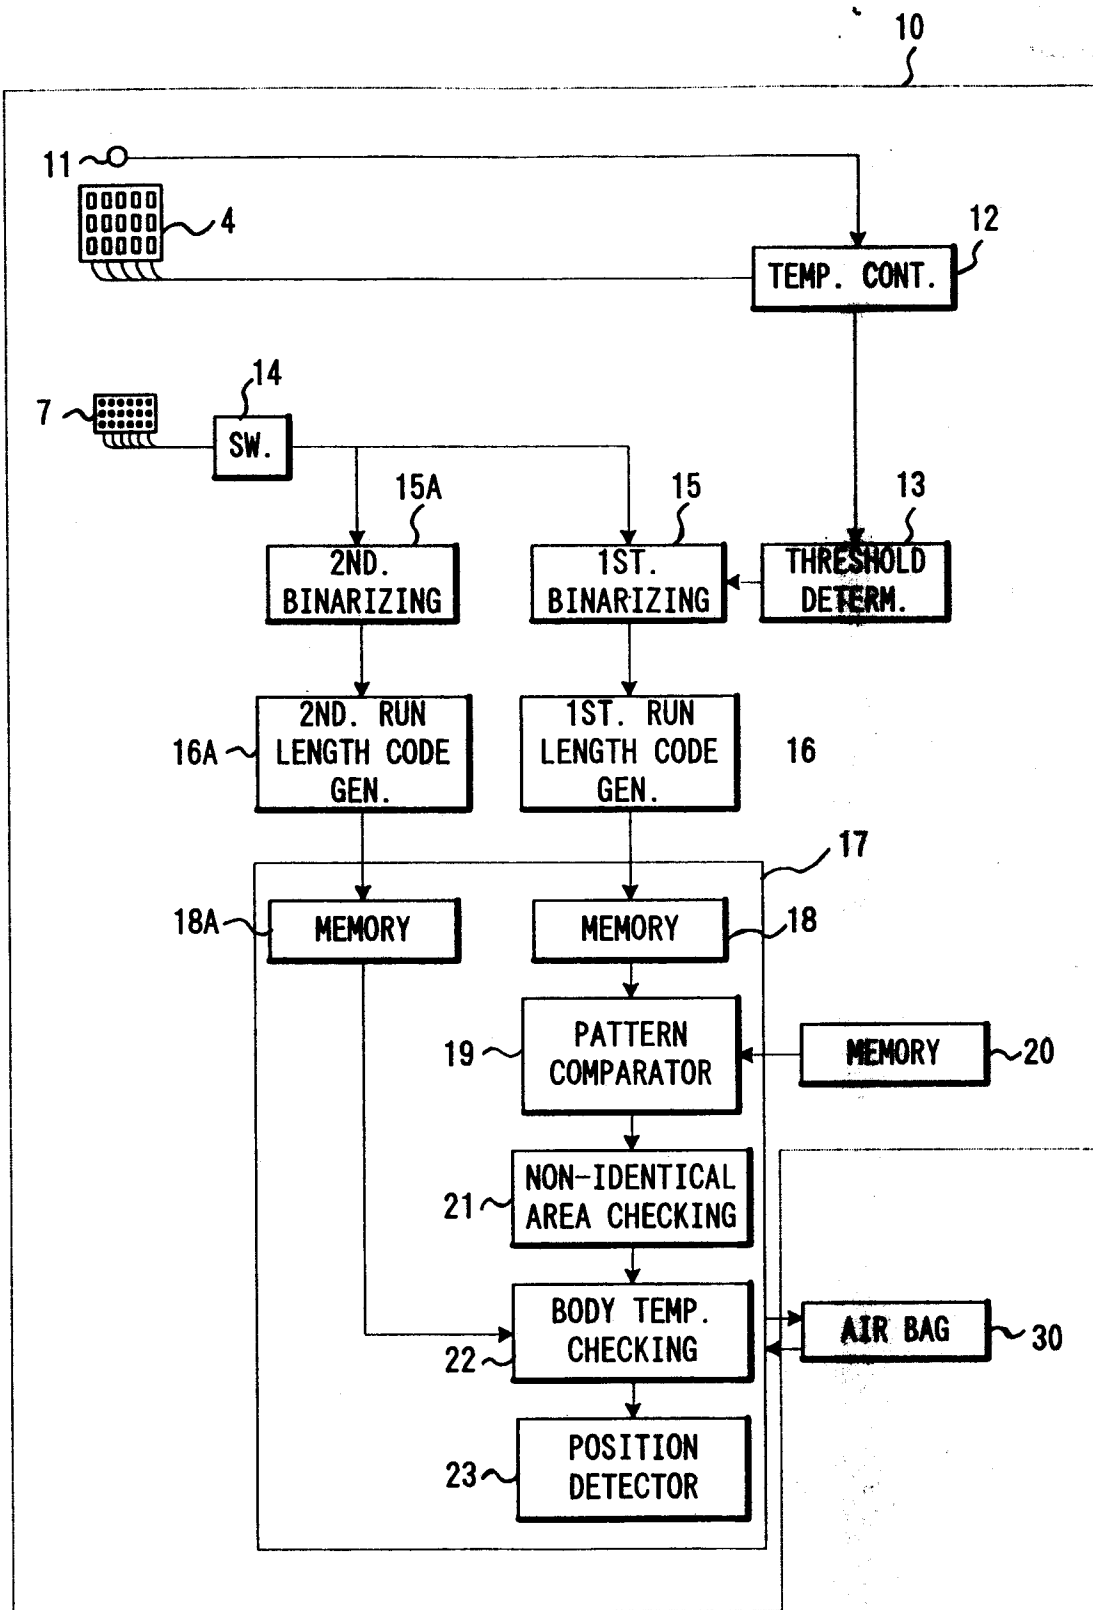 10
11
4
12
TEMP. CONT.
14
7
SW.
15A
15
13
2ND.
BINARIZING
1ST.
BINARIZING
THRESHOLD
DETERM.
2ND. RUN
LENGTH CODE
GEN.
16A
1ST. RUN
LENGTH CODE
GEN.
16
17
18A
MEMORY
MEMORY
18
19
PATTERN
COMPARATOR
MEMORY
20
21
NON-IDENTICAL
AREA CHECKING
BODY TEMP.
CHECKING
22
AIR BAG
30
23
POSITION
DETECTOR